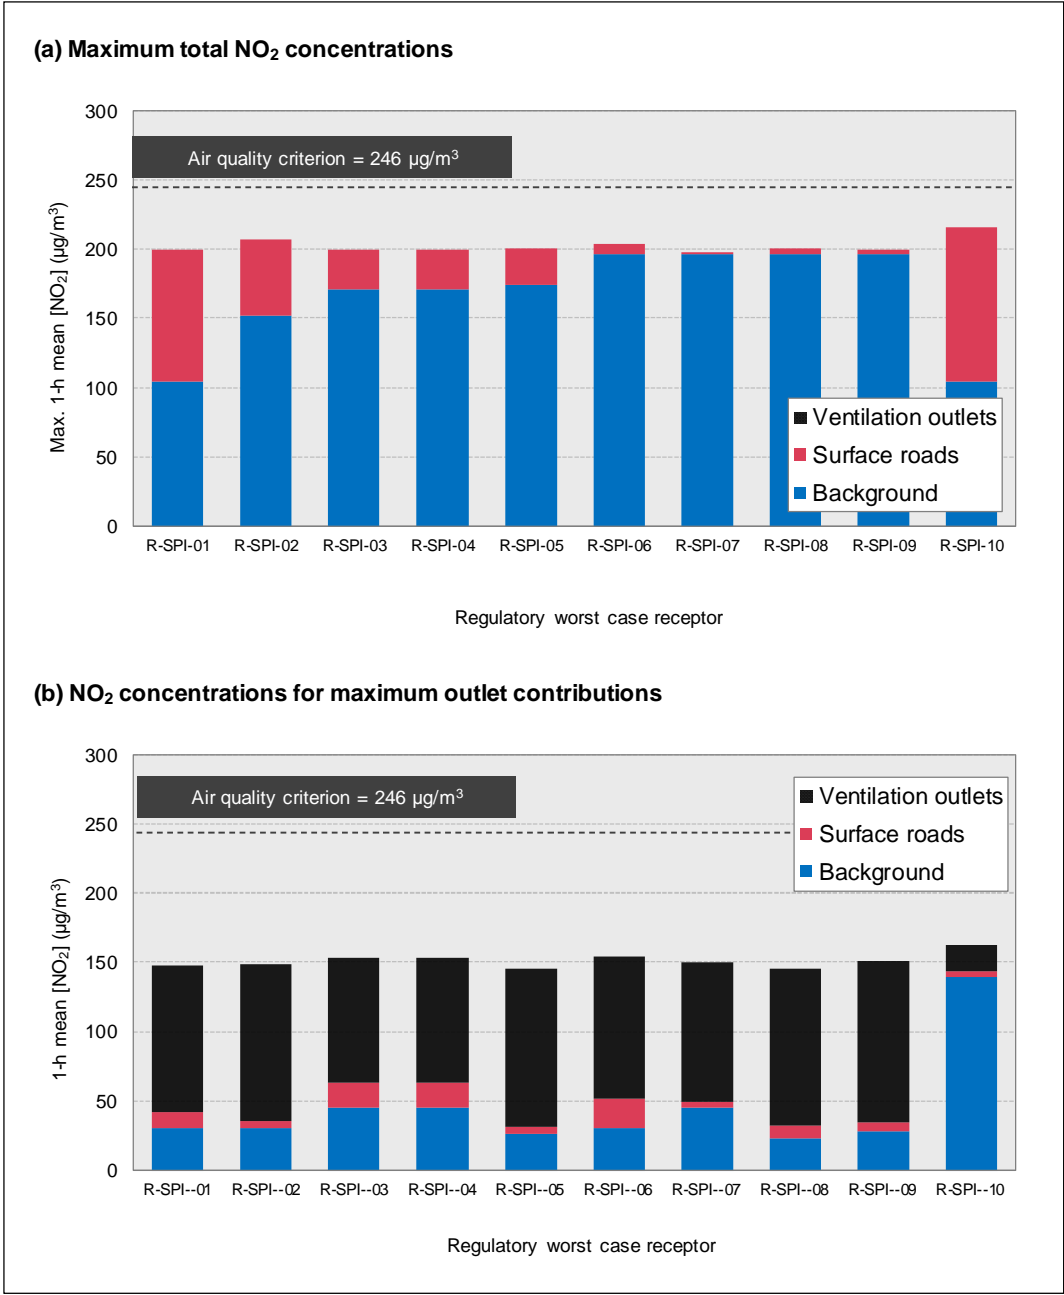 (a) Maximum total NO₂ concentrations
300
250
200
150
100
50
0
Max. 1-h mean [NO₂] (µg/m³)
Air quality criterion = 246 µg/m³
Ventilation outlets
Surface roads
Background
R-SPI-01 R-SPI-02 R-SPI-03 R-SPI-04 R-SPI-05 R-SPI-06 R-SPI-07 R-SPI-08 R-SPI-09 R-SPI-10
Regulatory worst case receptor
(b) NO₂ concentrations for maximum outlet contributions
300
250
200
150
100
50
0
1-h mean [NO₂] (µg/m³)
Air quality criterion = 246 µg/m³
Ventilation outlets
Surface roads
Background
R-SPI--01 R-SPI--02 R-SPI--03 R-SPI--04 R-SPI--05 R-SPI--06 R-SPI--07 R-SPI--08 R-SPI--09 R-SPI--10
Regulatory worst case receptor